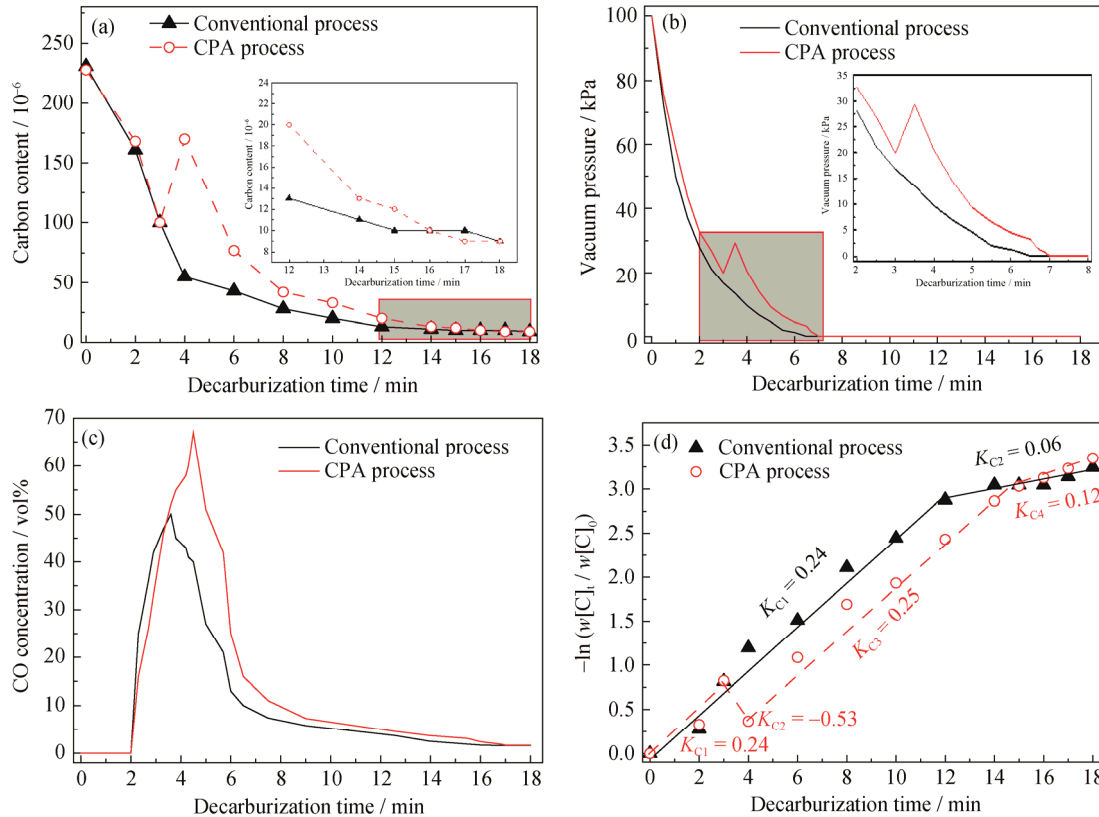 (a)
Conventional process
CPA process
Carbon content / 10⁻⁶
250
200
150
100
50
0
0 2 4 6 8 10 12 14 16 18
Decarburization time / min
Carbon content / 10⁻⁶
24
22
20
18
16
14
12
10
8
12 13 14 15 16 17 18
Decarburization time / min
(b)
Conventional process
CPA process
Vacuum pressure / kPa
100
80
60
40
20
0
0 2 4 6 8 10 12 14 16 18
Decarburization time / min
Vacuum pressure / kPa
35
30
25
20
15
10
5
0
2 3 4 5 6 7 8
Decarburization time / min
(c)
Conventional process
CPA process
CO concentration / vol%
70
60
50
40
30
20
10
0
0 2 4 6 8 10 12 14 16 18
Decarburization time / min
(d)
Conventional process
CPA process
−ln (w[C]ₜ / w[C]₀)
3.5
3.0
2.5
2.0
1.5
1.0
0.5
0.0
K_C2 = 0.06
K_C4 = 0.12
K_C1 = 0.24
K_C3 = 0.25
K_C2 = −0.53
K_C1 = 0.24
0 2 4 6 8 10 12 14 16 18
Decarburization time / min